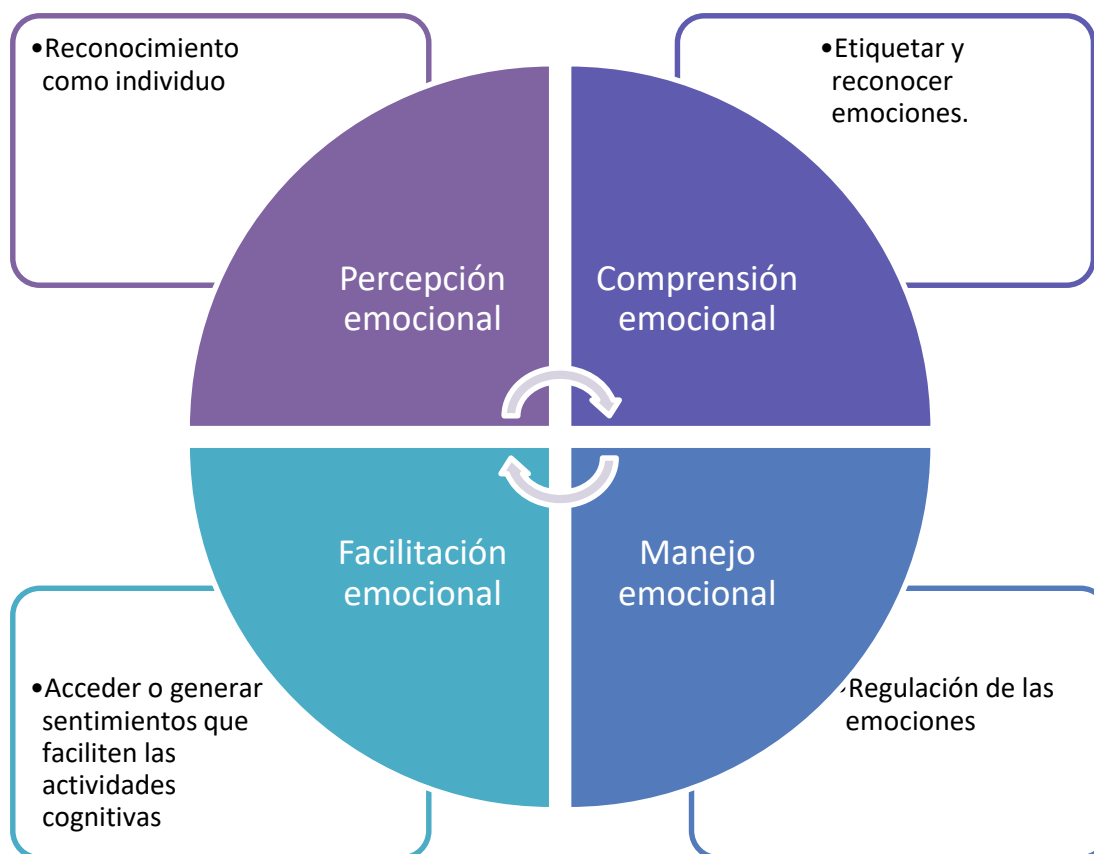 •Reconocimiento
como individuo
•Etiquetar y
reconocer
emociones.
Percepción
emocional
Comprensión
emocional
Facilitación
emocional
Manejo
emocional
•Acceder o generar
sentimientos que
faciliten las
actividades
cognitivas
•Regulación de las
emociones